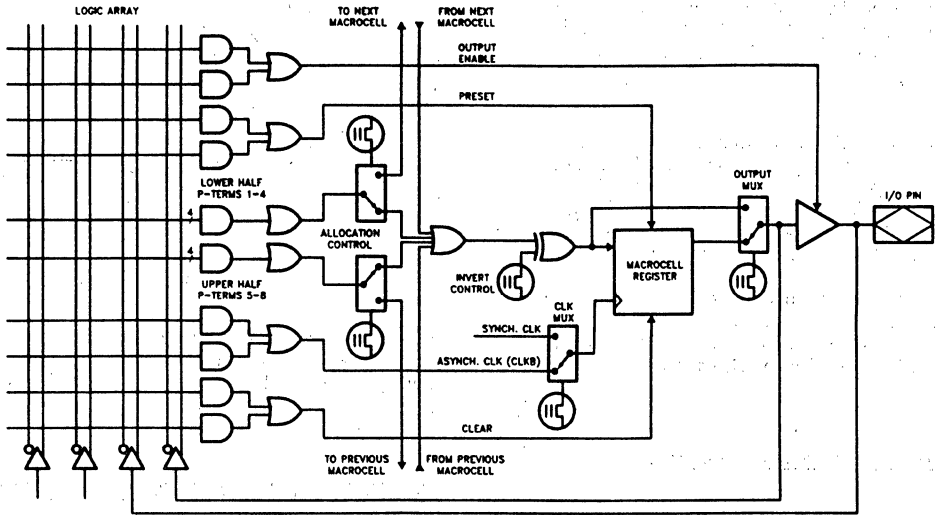 LOGIC ARRAY
TO NEXT
MACROCELL
FROM NEXT
MACROCELL
OUTPUT
ENABLE
PRESET
LOWER HALF
P-TERMS 1-4
4
ALLOCATION
CONTROL
4
UPPER HALF
P-TERMS 5-8
INVERT
CONTROL
MACROCELL
REGISTER
OUTPUT
MUX
I/O PIN
CLK
MUX
SYNCH. CLK
ASYNCH. CLK (CLKB)
CLEAR
TO PREVIOUS
MACROCELL
FROM PREVIOUS
MACROCELL